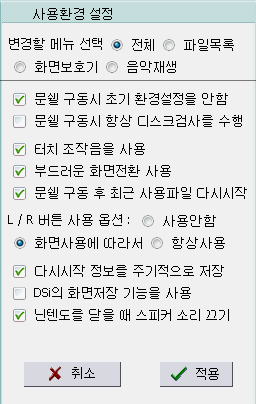 사용환경 설정
변경할 메뉴 선택 전체 파일목록
화면보호기 음악재생
문쉘 구동시 초기 환경설정을 안함
문쉘 구동시 항상 디스크검사를 수행
터치 조작음을 사용
부드러운 화면전환 사용
문쉘 구동 후 최근 사용파일 다시시작
L / R 버튼 사용 옵션 : 사용안함
화면사용에 따라서 항상사용
다시시작 정보를 주기적으로 저장
DSi의 화면저장 기능을 사용
닌텐도를 닫을 때 스피커 소리 끄기
취소 적용